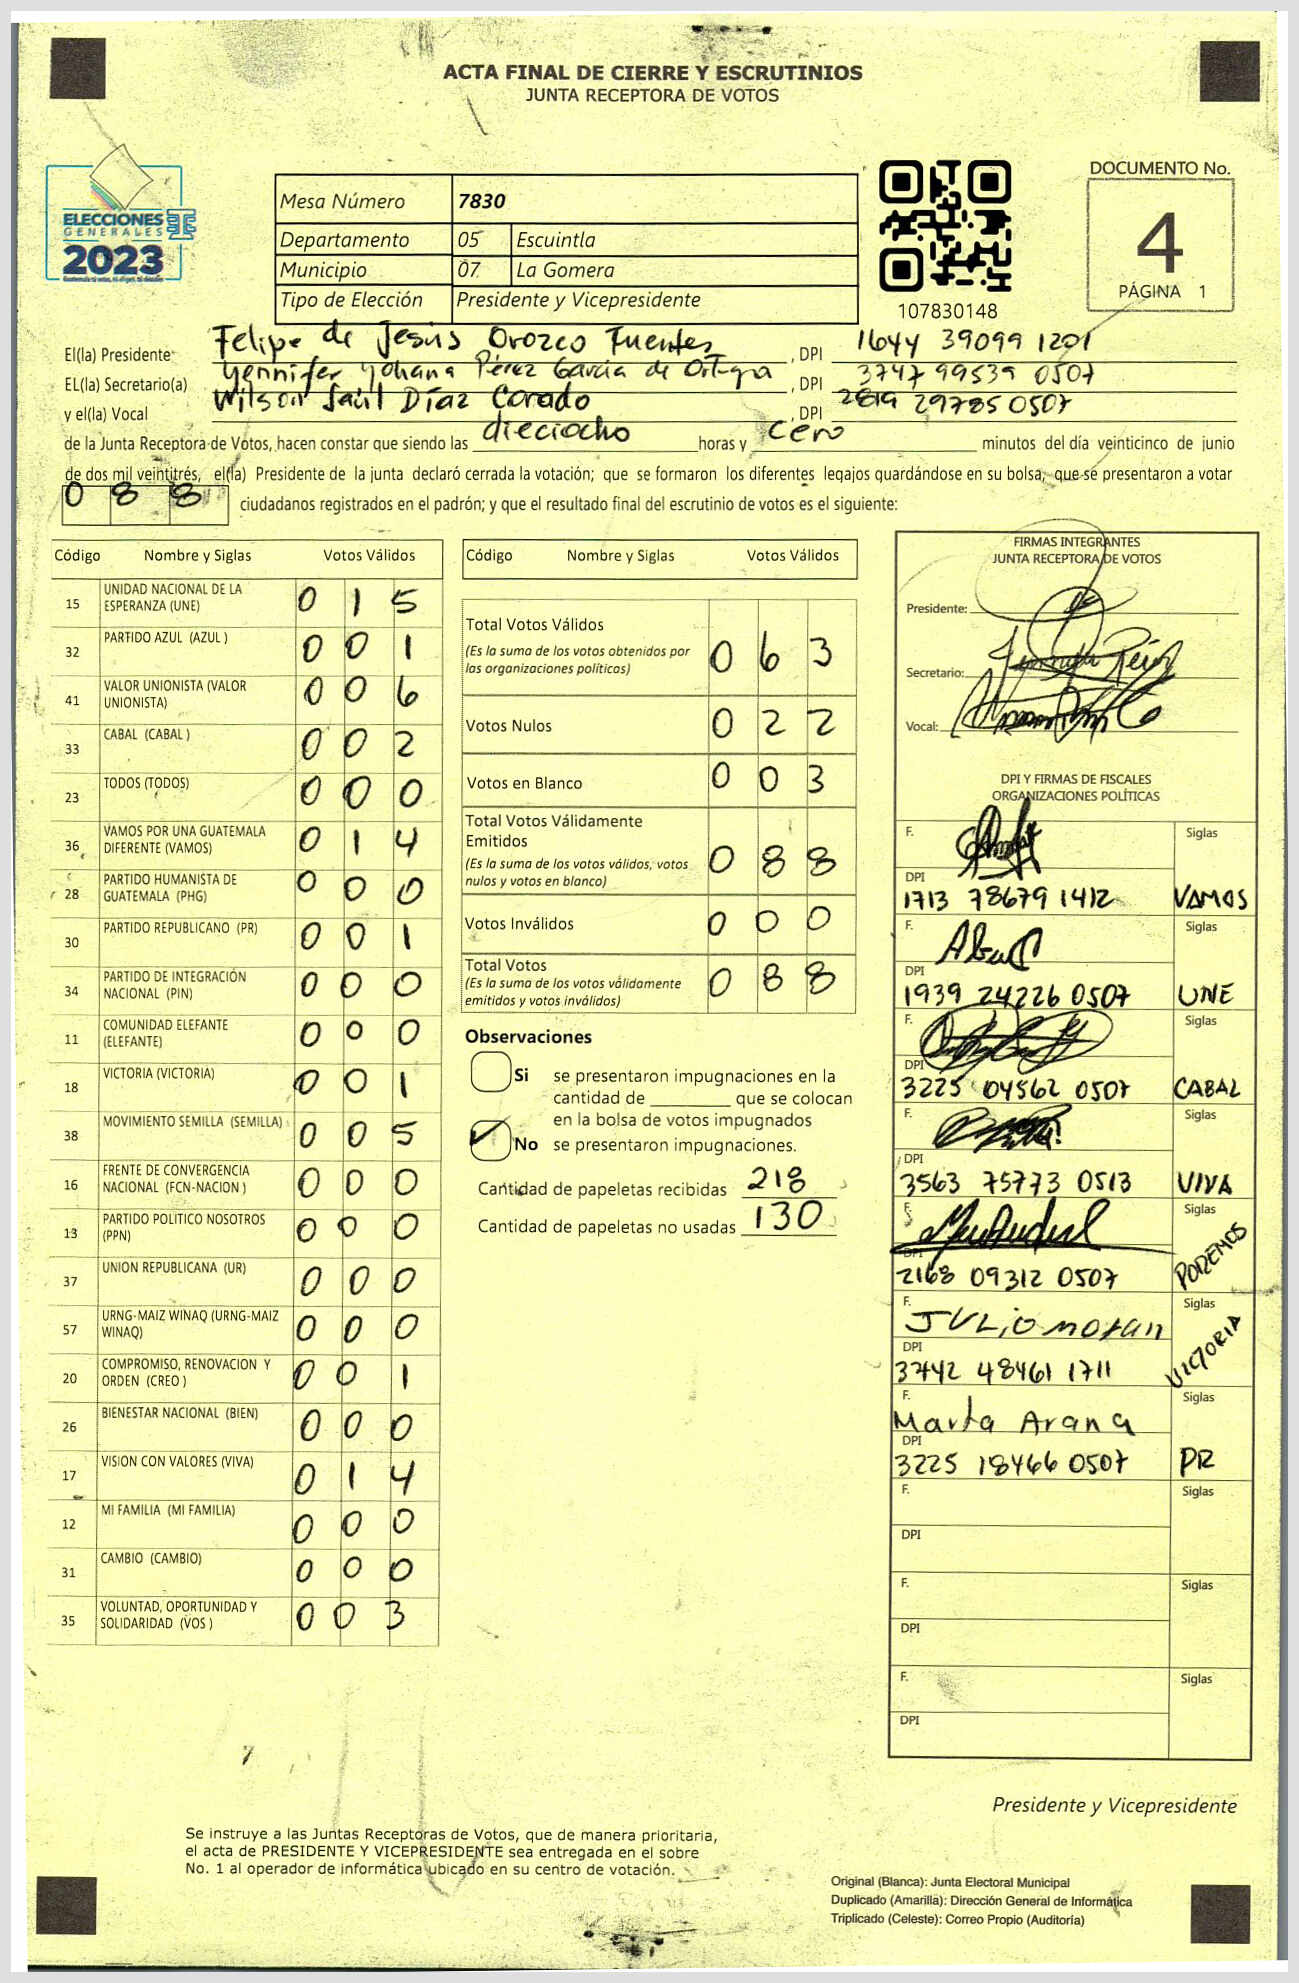 ACTA FINAL DE CIERRE Y ESCRUTINIOS
JUNTA RECEPTORA DE VOTOS
ELECCIONES
GENERALES
2023
Mesa Número 7830
Departamento 05 Escuintla
Municipio 07 La Gomera
Tipo de Elección Presidente y Vicepresidente
107830148
DOCUMENTO No.
4
PÁGINA 1
El(la) Presidente Felipe de Jesús Orozco Fuentes, DPI 1644 39099 1201
EL(la) Secretario(a) Yennifer Yohana Pérez García de Ortega, DPI 3747 99539 0507
y el(la) Vocal Wilson Saúl Díaz Corado, DPI 2819 29785 0507
de la Junta Receptora de Votos, hacen constar que siendo las dieciocho horas y cero minutos del día veinticinco de junio
de dos mil veintitrés, el(la) Presidente de la junta declaró cerrada la votación; que se formaron los diferentes legajos guardándose en su bolsa, que se presentaron a votar
088 ciudadanos registrados en el padrón; y que el resultado final del escrutinio de votos es el siguiente:
Código Nombre y Siglas Votos Válidos
15 UNIDAD NACIONAL DE LA ESPERANZA (UNE) 0 1 5
32 PARTIDO AZUL (AZUL ) 0 0 1
41 VALOR UNIONISTA (VALOR UNIONISTA) 0 0 6
33 CABAL (CABAL ) 0 0 2
23 TODOS (TODOS) 0 0 0
36 VAMOS POR UNA GUATEMALA DIFERENTE (VAMOS) 0 1 4
28 PARTIDO HUMANISTA DE GUATEMALA (PHG) 0 0 0
30 PARTIDO REPUBLICANO (PR) 0 0 1
34 PARTIDO DE INTEGRACIÓN NACIONAL (PIN) 0 0 0
11 COMUNIDAD ELEFANTE (ELEFANTE) 0 0 0
18 VICTORIA (VICTORIA) 0 0 1
38 MOVIMIENTO SEMILLA (SEMILLA) 0 0 5
16 FRENTE DE CONVERGENCIA NACIONAL (FCN-NACION ) 0 0 0
13 PARTIDO POLITICO NOSOTROS (PPN) 0 0 0
37 UNION REPUBLICANA (UR) 0 0 0
57 URNG-MAIZ WINAQ (URNG-MAIZ WINAQ) 0 0 0
20 COMPROMISO, RENOVACION Y ORDEN (CREO ) 0 0 1
26 BIENESTAR NACIONAL (BIEN) 0 0 0
17 VISION CON VALORES (VIVA) 0 1 4
12 MI FAMILIA (MI FAMILIA) 0 0 0
31 CAMBIO (CAMBIO) 0 0 0
35 VOLUNTAD, OPORTUNIDAD Y SOLIDARIDAD (VOS ) 0 0 3
Código Nombre y Siglas Votos Válidos
Total Votos Válidos 0 6 3
(Es la suma de los votos obtenidos por
las organizaciones políticas)
Votos Nulos 0 2 2
Votos en Blanco 0 0 3
Total Votos Válidamente
Emitidos 0 8 8
(Es la suma de los votos válidos, votos
nulos y votos en blanco)
Votos Inválidos 0 0 0
Total Votos 0 8 8
(Es la suma de los votos válidamente
emitidos y votos inválidos)
Observaciones
Si se presentaron impugnaciones en la
cantidad de ________ que se colocan
en la bolsa de votos impugnados
No se presentaron impugnaciones.
Cantidad de papeletas recibidas 218
Cantidad de papeletas no usadas 130
FIRMAS INTEGRANTES
JUNTA RECEPTORA DE VOTOS
Presidente:
Secretario:
Vocal:
DPI Y FIRMAS DE FISCALES
ORGANIZACIONES POLÍTICAS
F. Siglas
DPI 1713 78679 1412 VAMOS
F. Siglas
DPI 1939 24226 0507 UNE
F. Siglas
DPI 3225 04562 0507 CABAL
F. Siglas
DPI 3563 75773 0513 VIVA
F. Siglas
DPI 2168 09312 0507 PODEMOS
F. JULio moran Siglas
DPI 3742 48461 1711 VICTORIA
F. Marta Arana Siglas
DPI 3225 18466 0507 PR
F. Siglas
DPI
F. Siglas
DPI
F. Siglas
DPI
Presidente y Vicepresidente
Se instruye a las Juntas Receptoras de Votos, que de manera prioritaria,
el acta de PRESIDENTE Y VICEPRESIDENTE sea entregada en el sobre
No. 1 al operador de informática ubicado en su centro de votación.
Original (Blanca): Junta Electoral Municipal
Duplicado (Amarilla): Dirección General de Informática
Triplicado (Celeste): Correo Propio (Auditoría)